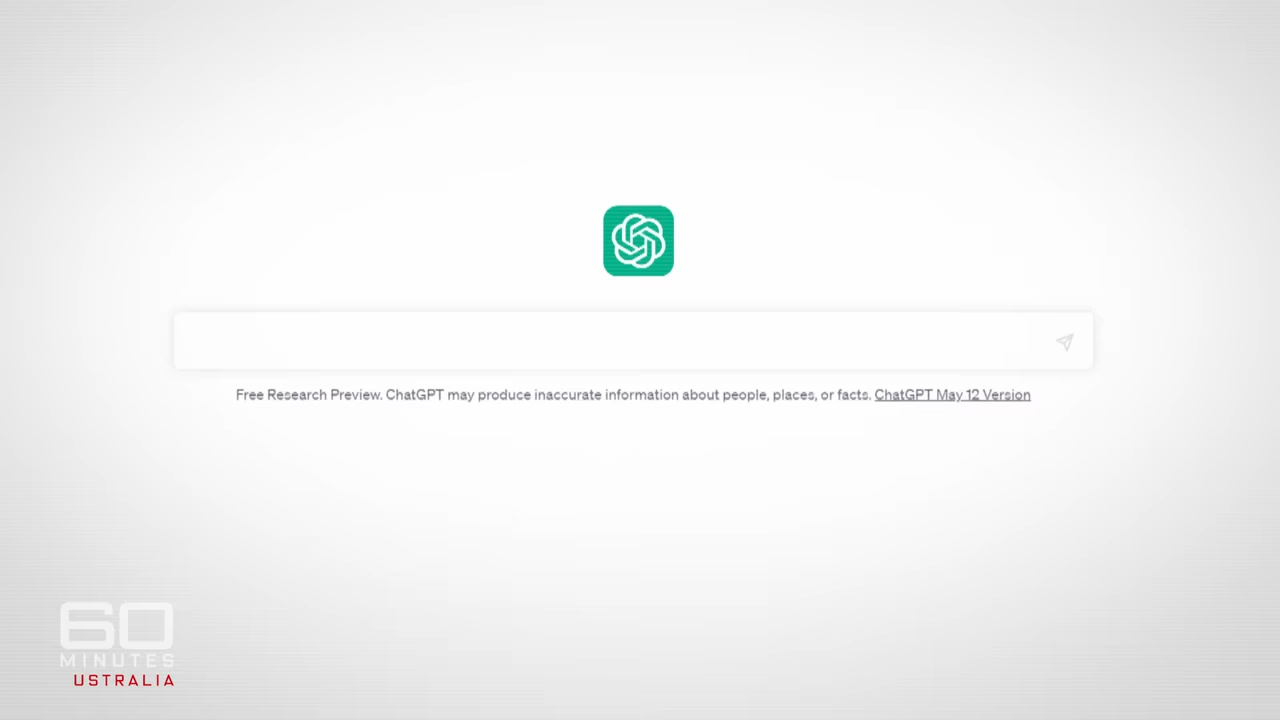 Free Research Preview. ChatGPT may produce inaccurate information about people, places, or facts. ChatGPT May 12 Version
60
MINUTES
USTRALIA